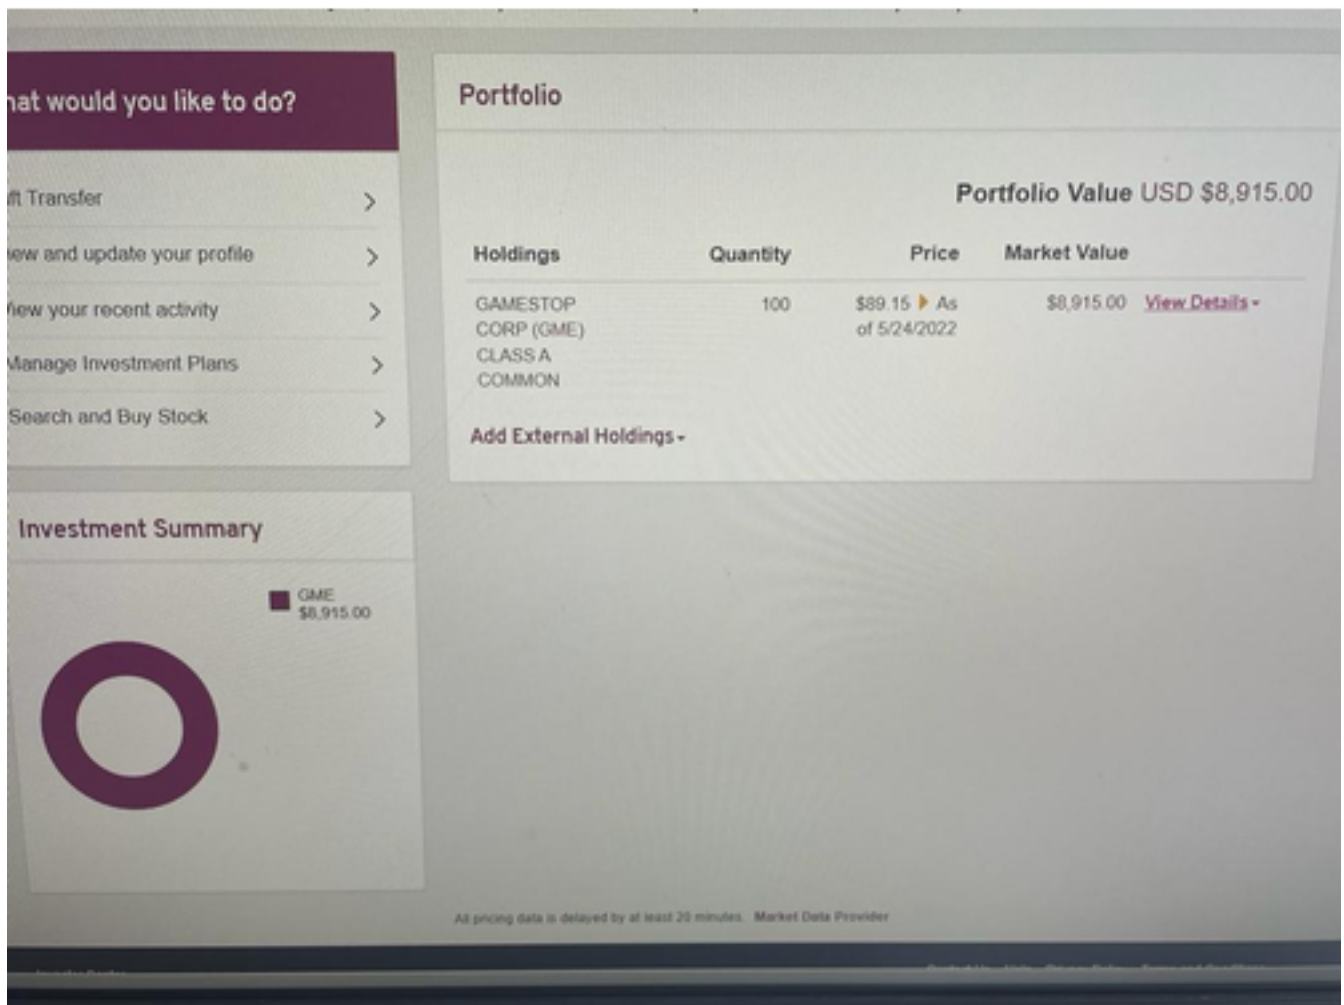 hat would you like to do?
ft Transfer
ew and update your profile
View your recent activity
Manage Investment Plans
Search and Buy Stock
Portfolio
Portfolio Value USD $8,915.00
Holdings Quantity Price Market Value
GAMESTOP 100 $89.15 As $8,915.00 View Details
CORP (GME) of 5/24/2022
CLASS A
COMMON
Add External Holdings
Investment Summary
GME
$8,915.00
All pricing data is delayed by at least 20 minutes. Market Data Provider